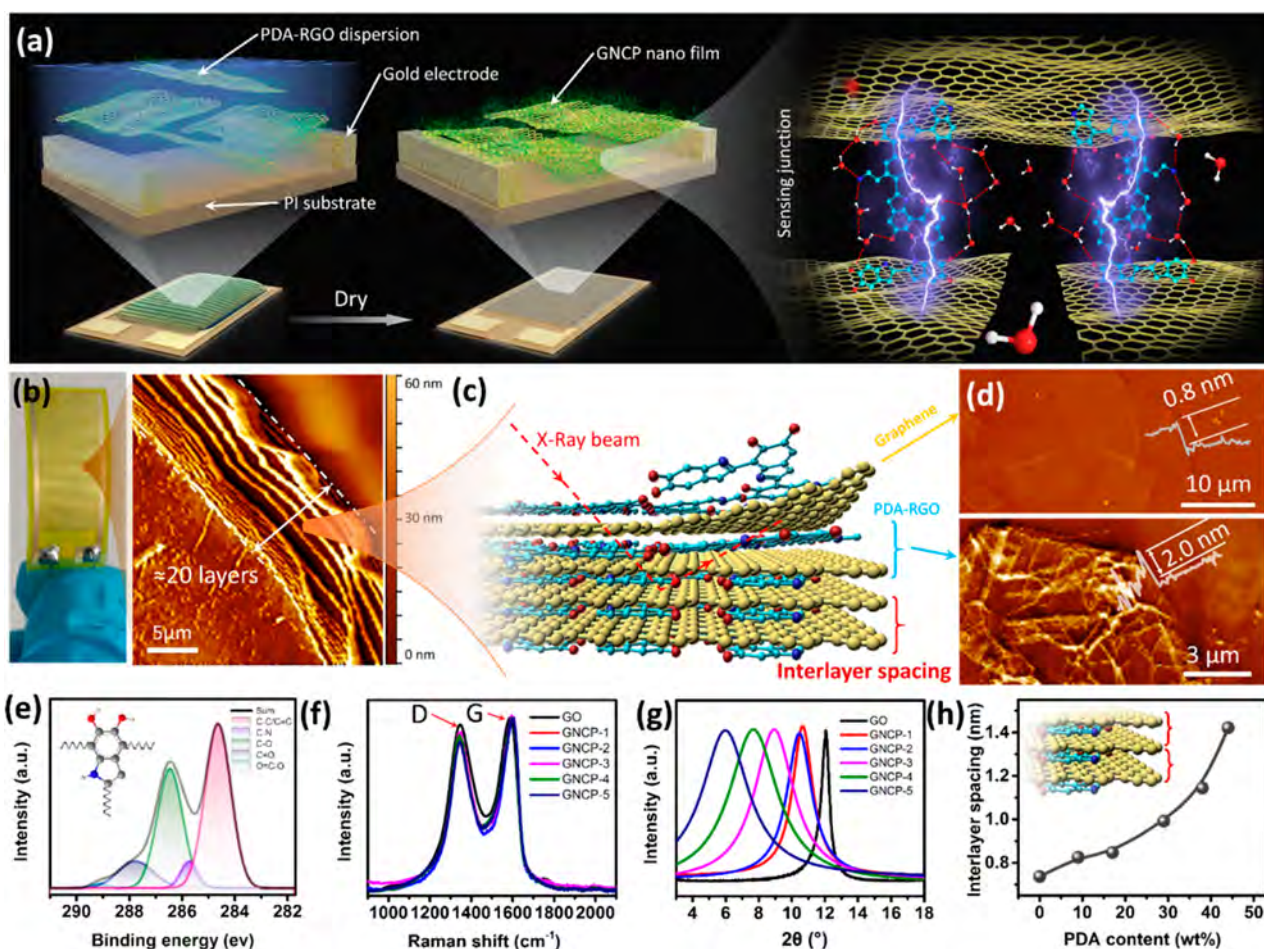 (a)
PDA-RGO dispersion
Gold electrode
PI substrate
GNCP nano film
Dry
Sensing junction
(b)
≈20 layers
5μm
60 nm
30 nm
0 nm
(c)
X-Ray beam
Graphene
PDA-RGO
Interlayer spacing
(d)
0.8 nm
10 μm
2.0 nm
3 μm
(e)
Sum
C-C/C=C
C-N
C-O
C=O
O=C-O
Intensity (a.u.)
290 288 286 284 282
Binding energy (ev)
(f)
D
G
GO
GNCP-1
GNCP-2
GNCP-3
GNCP-4
GNCP-5
Intensity (a.u.)
1000 1200 1400 1600 1800 2000
Raman shift (cm⁻¹)
(g)
GO
GNCP-1
GNCP-2
GNCP-3
GNCP-4
GNCP-5
Intensity (a.u.)
4 6 8 10 12 14 16 18
2θ (°)
(h)
Interlayer spacing (nm)
1.4
1.2
1.0
0.8
0 10 20 30 40 50
PDA content (wt%)